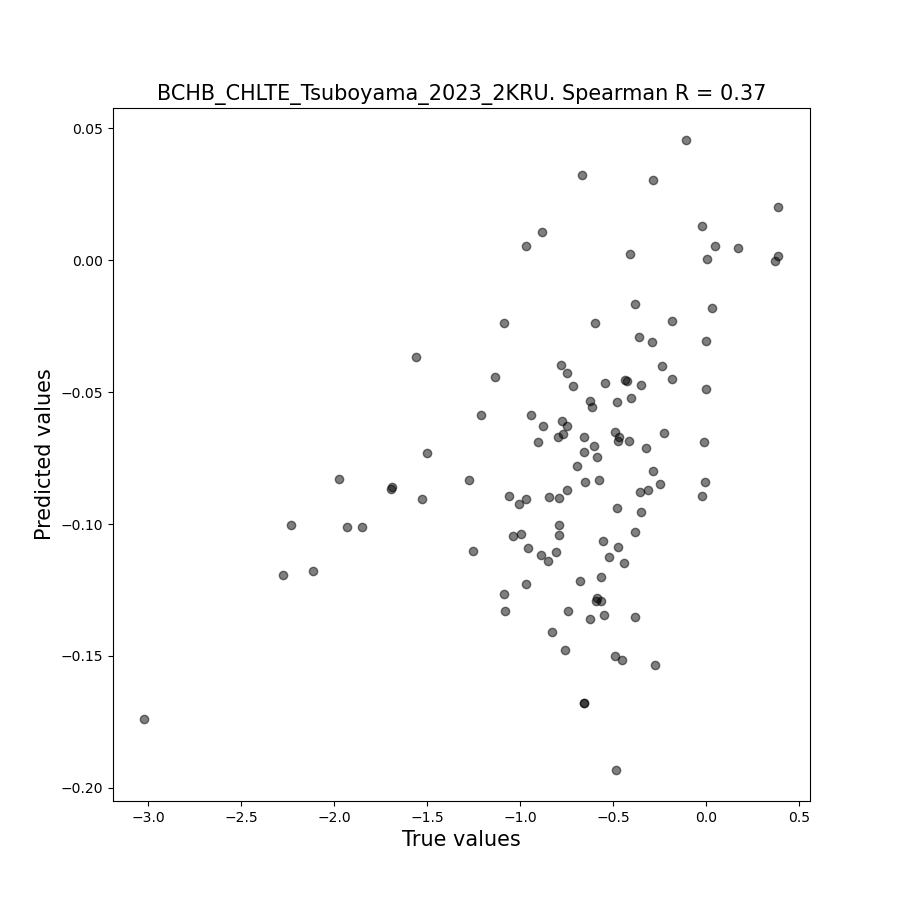 BCHB_CHLTE_Tsuboyama_2023_2KRU. Spearman R = 0.37
0.05
0.00
−0.05
−0.10
−0.15
−0.20
Predicted values
−3.0 −2.5 −2.0 −1.5 −1.0 −0.5 0.0 0.5
True values